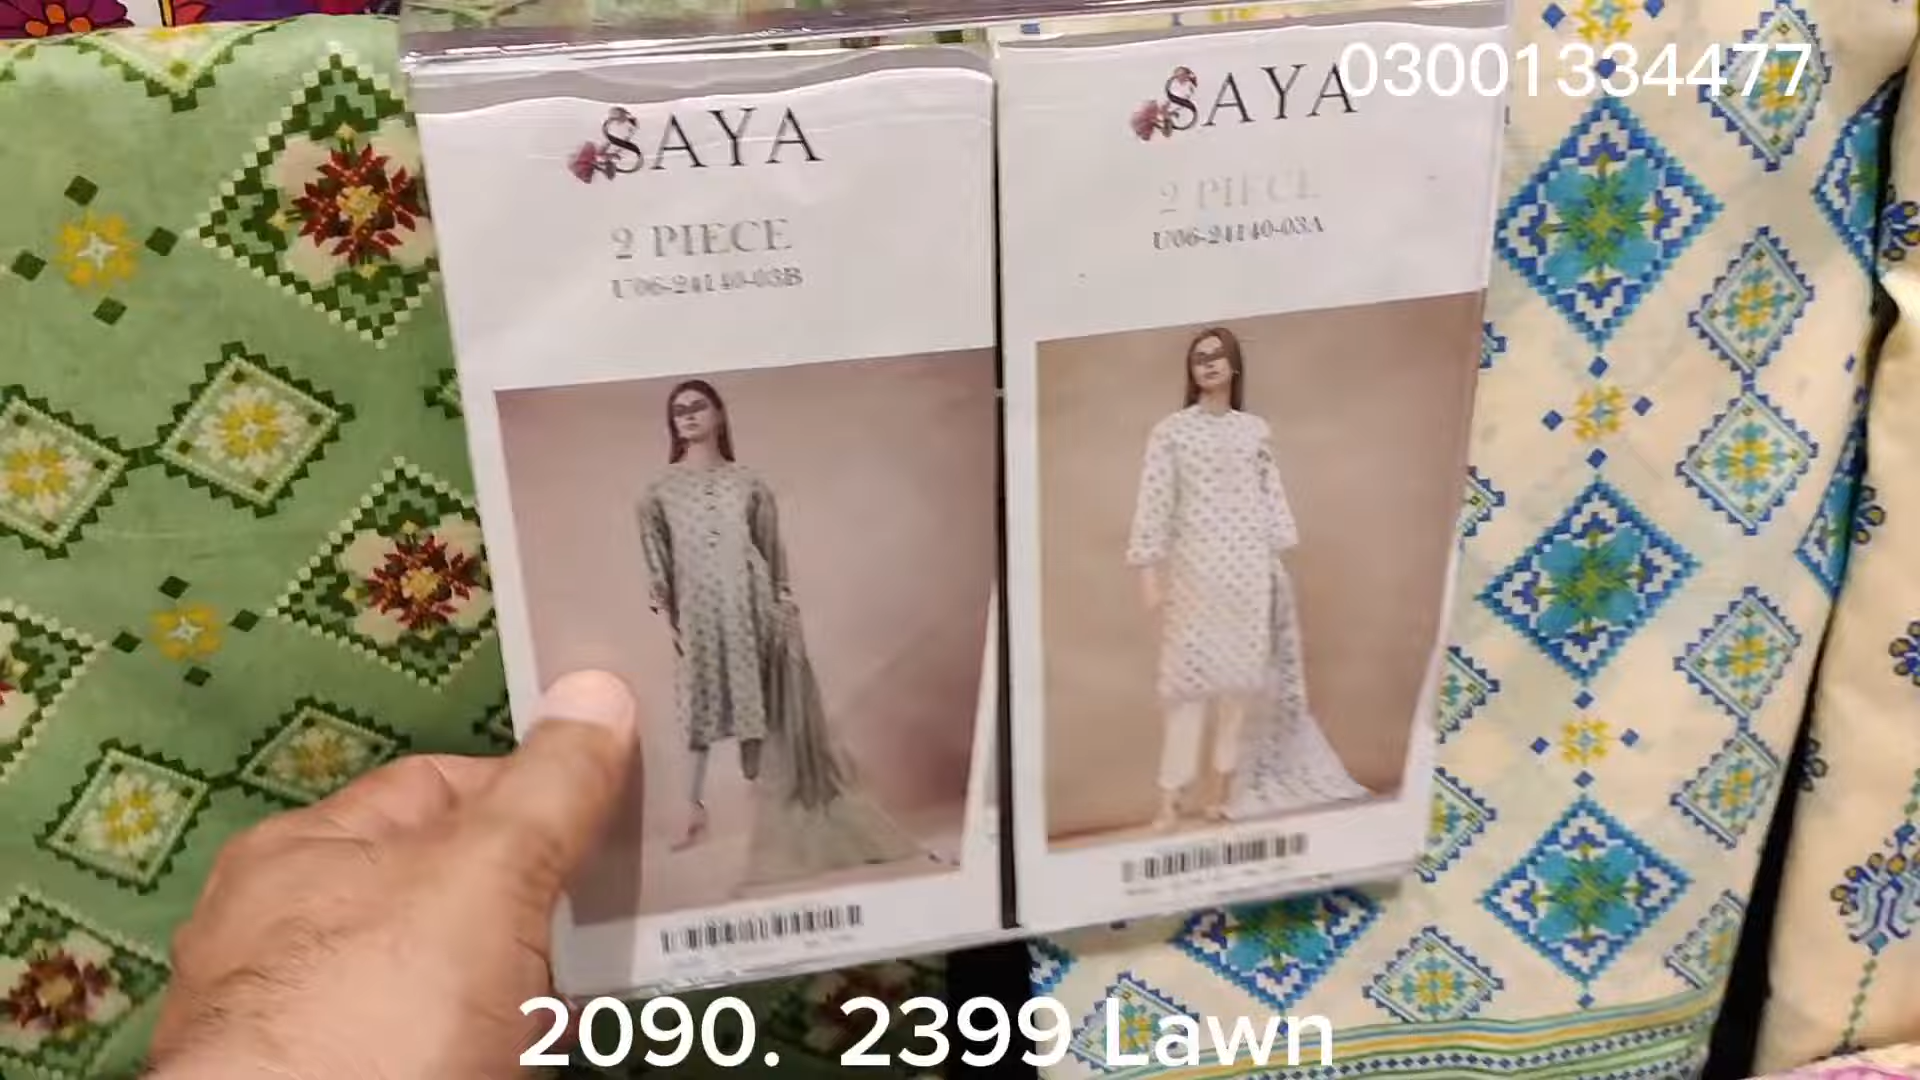 03001334477
SAYA
2 PIECE
U06-24140-03B
SAYA
2 PIECE
U06-24140-03A
2090. 2399 Lawn